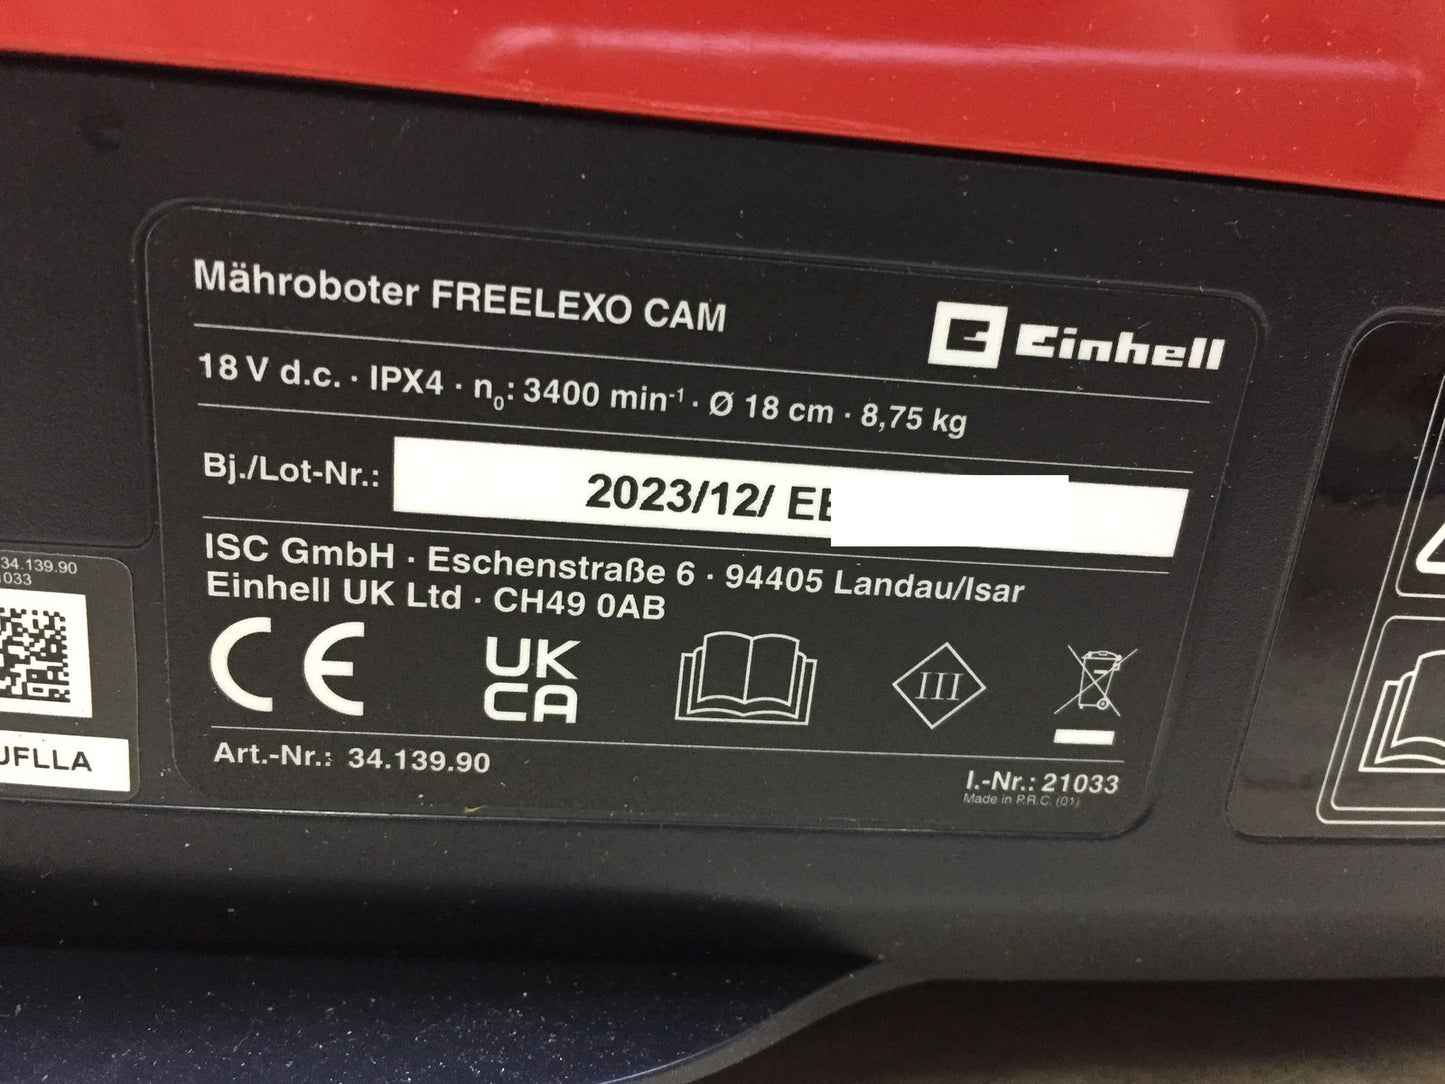 Mähroboter FREELEXO CAM
Einhell
18 V d.c. · IPX4 · n₀: 3400 min⁻¹ · Ø 18 cm · 8,75 kg
Bj./Lot-Nr.: 2023/12/
ISC GmbH · Eschenstraße 6 · 94405 Landau/Isar
Einhell UK Ltd · CH49 0AB
CE
UK
CA
III
Art.-Nr.: 34.139.90
I.-Nr.: 21033
Made in P.R.C. (01)
34.139.90
033
UFLLA